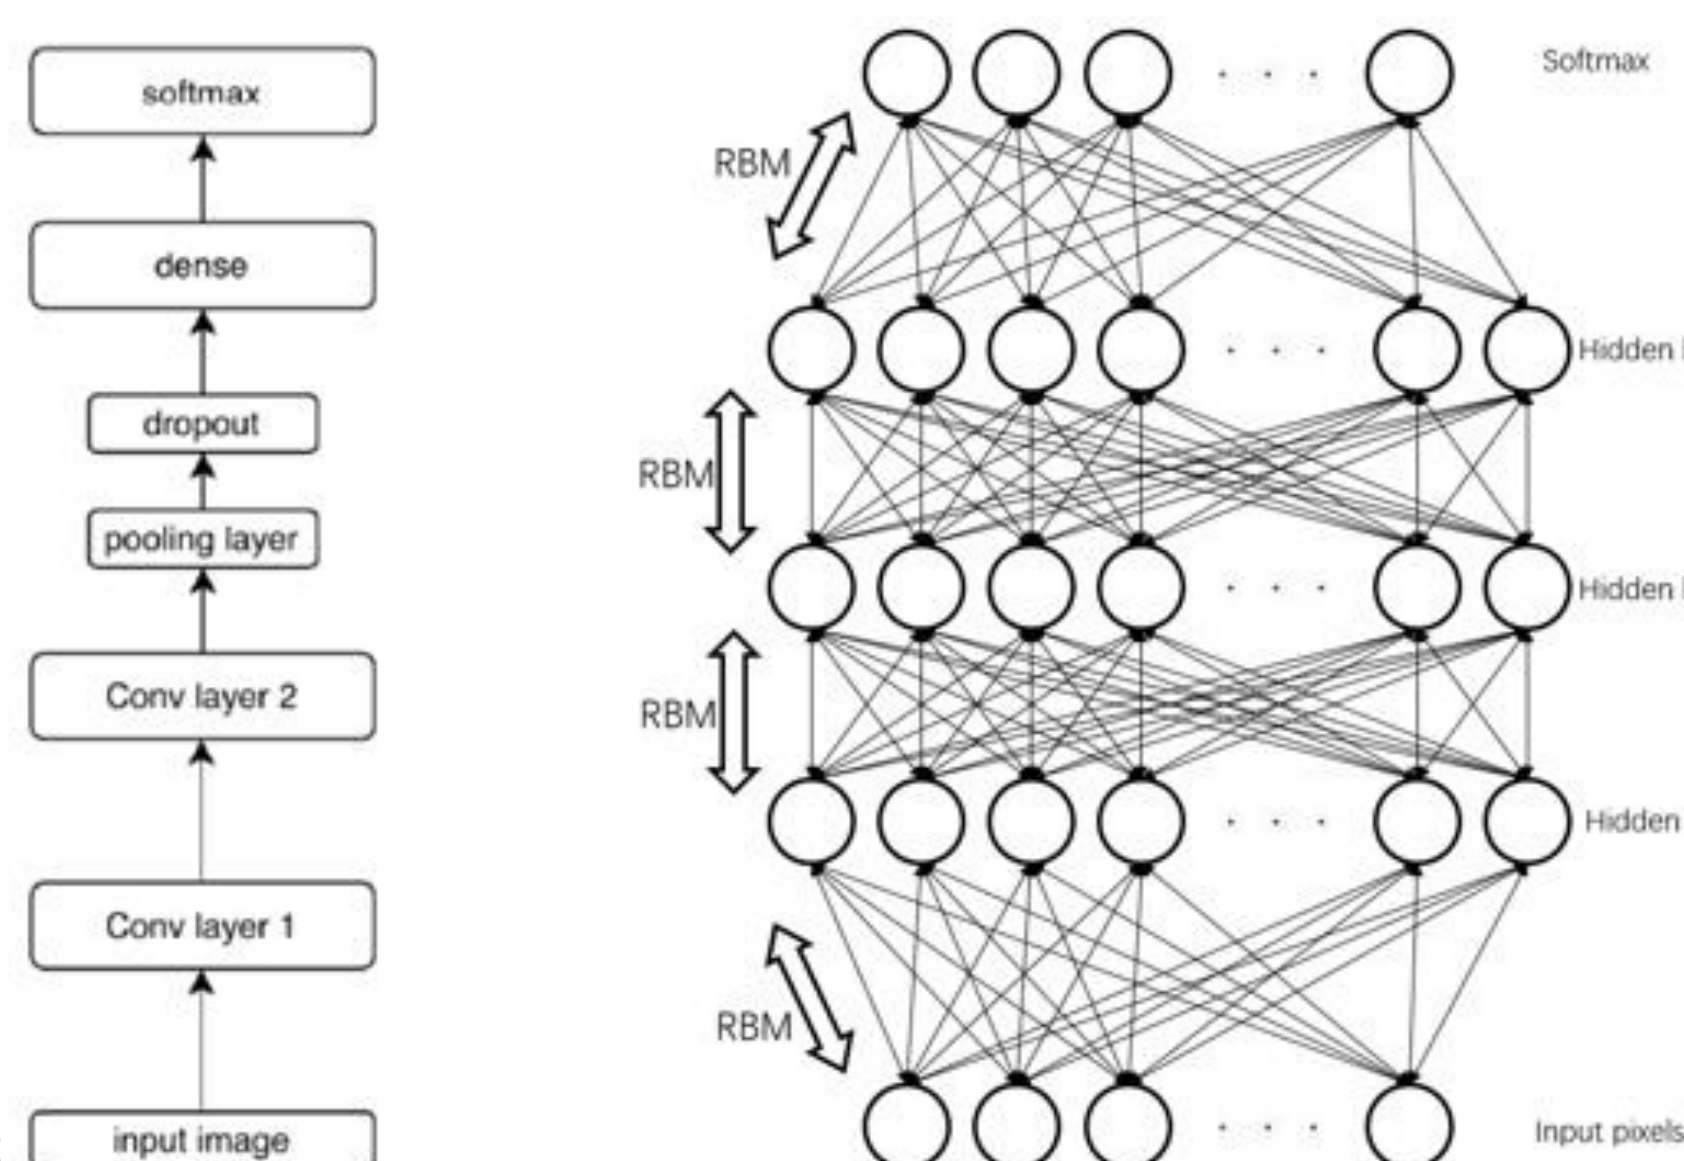 softmax
dense
dropout
pooling layer
Conv layer 2
Conv layer 1
input image
Softmax
RBM
Hidden
RBM
Hidden
RBM
Hidden
RBM
Input pixels